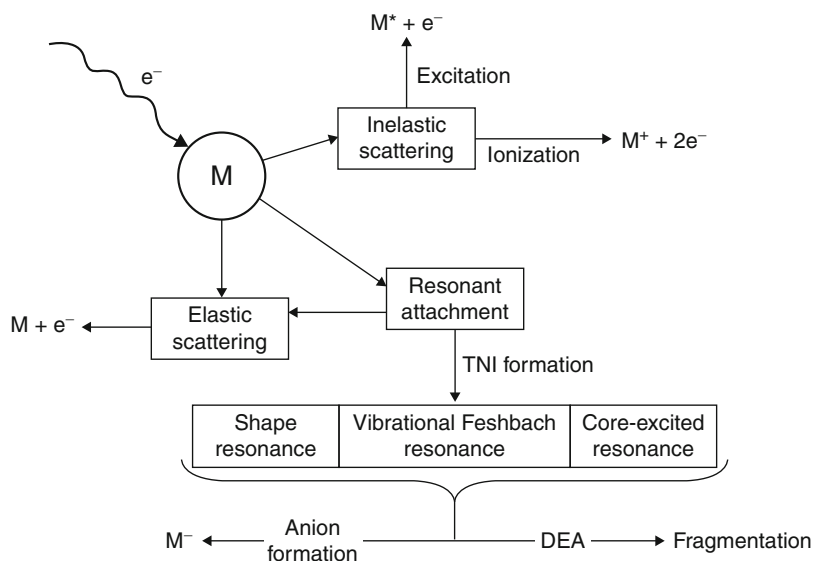 M* + e⁻
e⁻
Excitation
Inelastic
scattering
Ionization
M⁺ + 2e⁻
M
Resonant
attachment
Elastic
scattering
M + e⁻
TNI formation
Shape
resonance
Vibrational Feshbach
resonance
Core-excited
resonance
M⁻
Anion
formation
DEA
Fragmentation